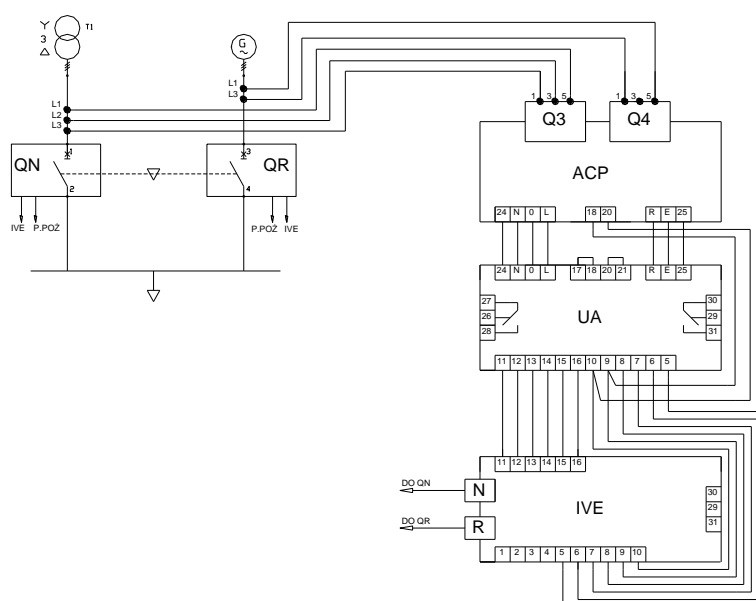 T1
3
G
L1
L3
L1
L2
L3
1
3
QN
QR
2
4
IVE
P.POŻ
P.POŻ
IVE
1 3 5
1 3 5
Q3
Q4
ACP
24 N 0 L
18 20
R E 25
24 N 0 L
17 18 20 21
R E 25
27
26
28
UA
30
29
31
11 12 13 14 15 16 10 9 8 7 6 5
11 12 13 14 15 16
DO QN
N
DO QR
R
IVE
30
29
31
1 2 3 4 5 6 7 8 9 10